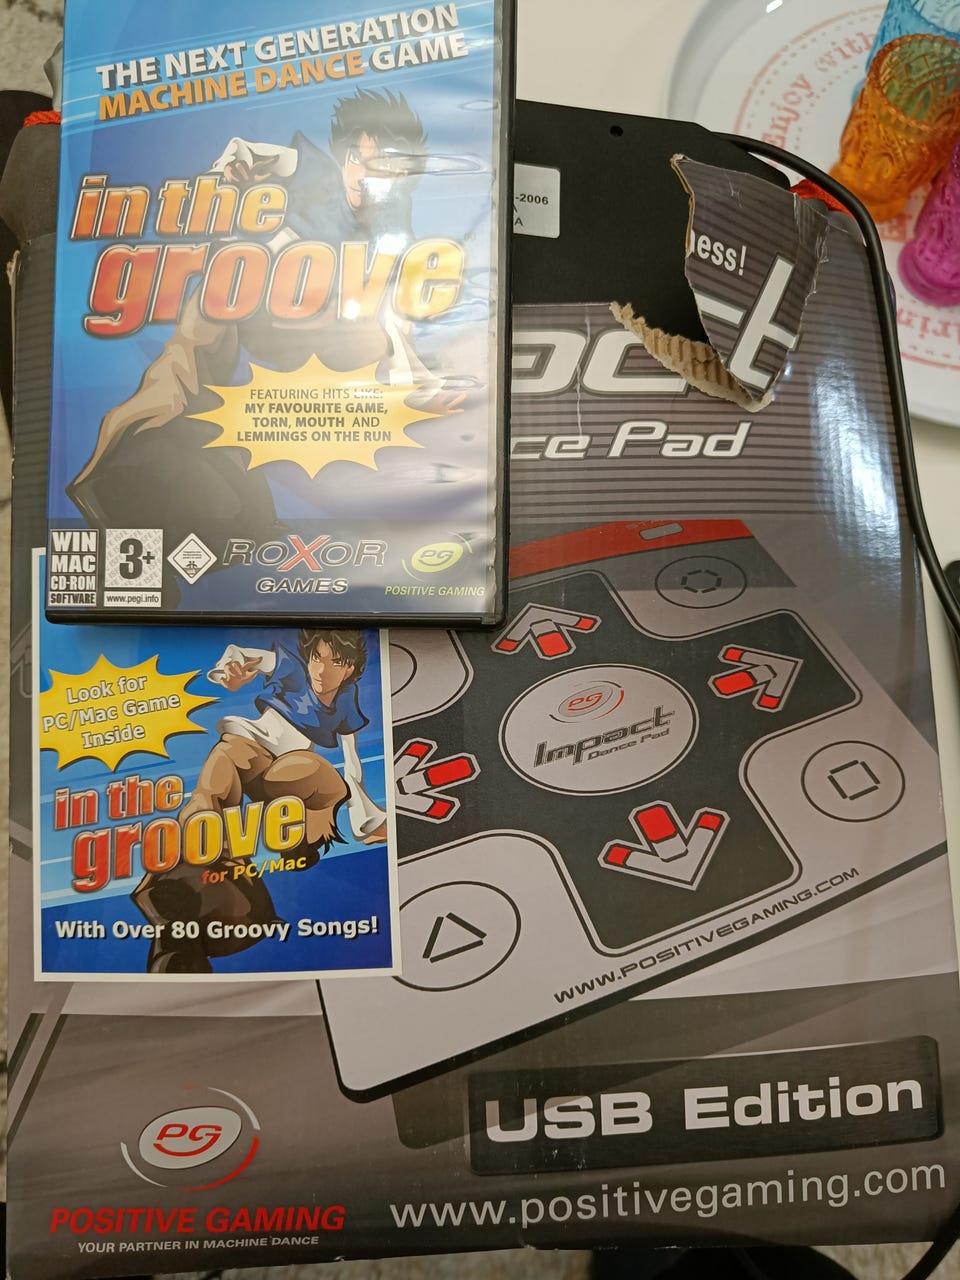 THE NEXT GENERATION
MACHINE DANCE GAME
in the
groove
FEATURING HITS LIKE:
MY FAVOURITE GAME,
TORN, MOUTH AND
LEMMINGS ON THE RUN
WIN
MAC
CD-ROM
SOFTWARE
3+
www.pegi.info
ROXOR
GAMES
PG
POSITIVE GAMING
-2006
A
A
ness!
pact
ce Pad
Enjoy with
PG
Impact
Dance Pad
WWW.POSITIVEGAMING.COM
Look for
PC/Mac Game
Inside
in the
groove
for PC/Mac
With Over 80 Groovy Songs!
USB Edition
PG
POSITIVE GAMING
YOUR PARTNER IN MACHINE DANCE
www.positivegaming.com